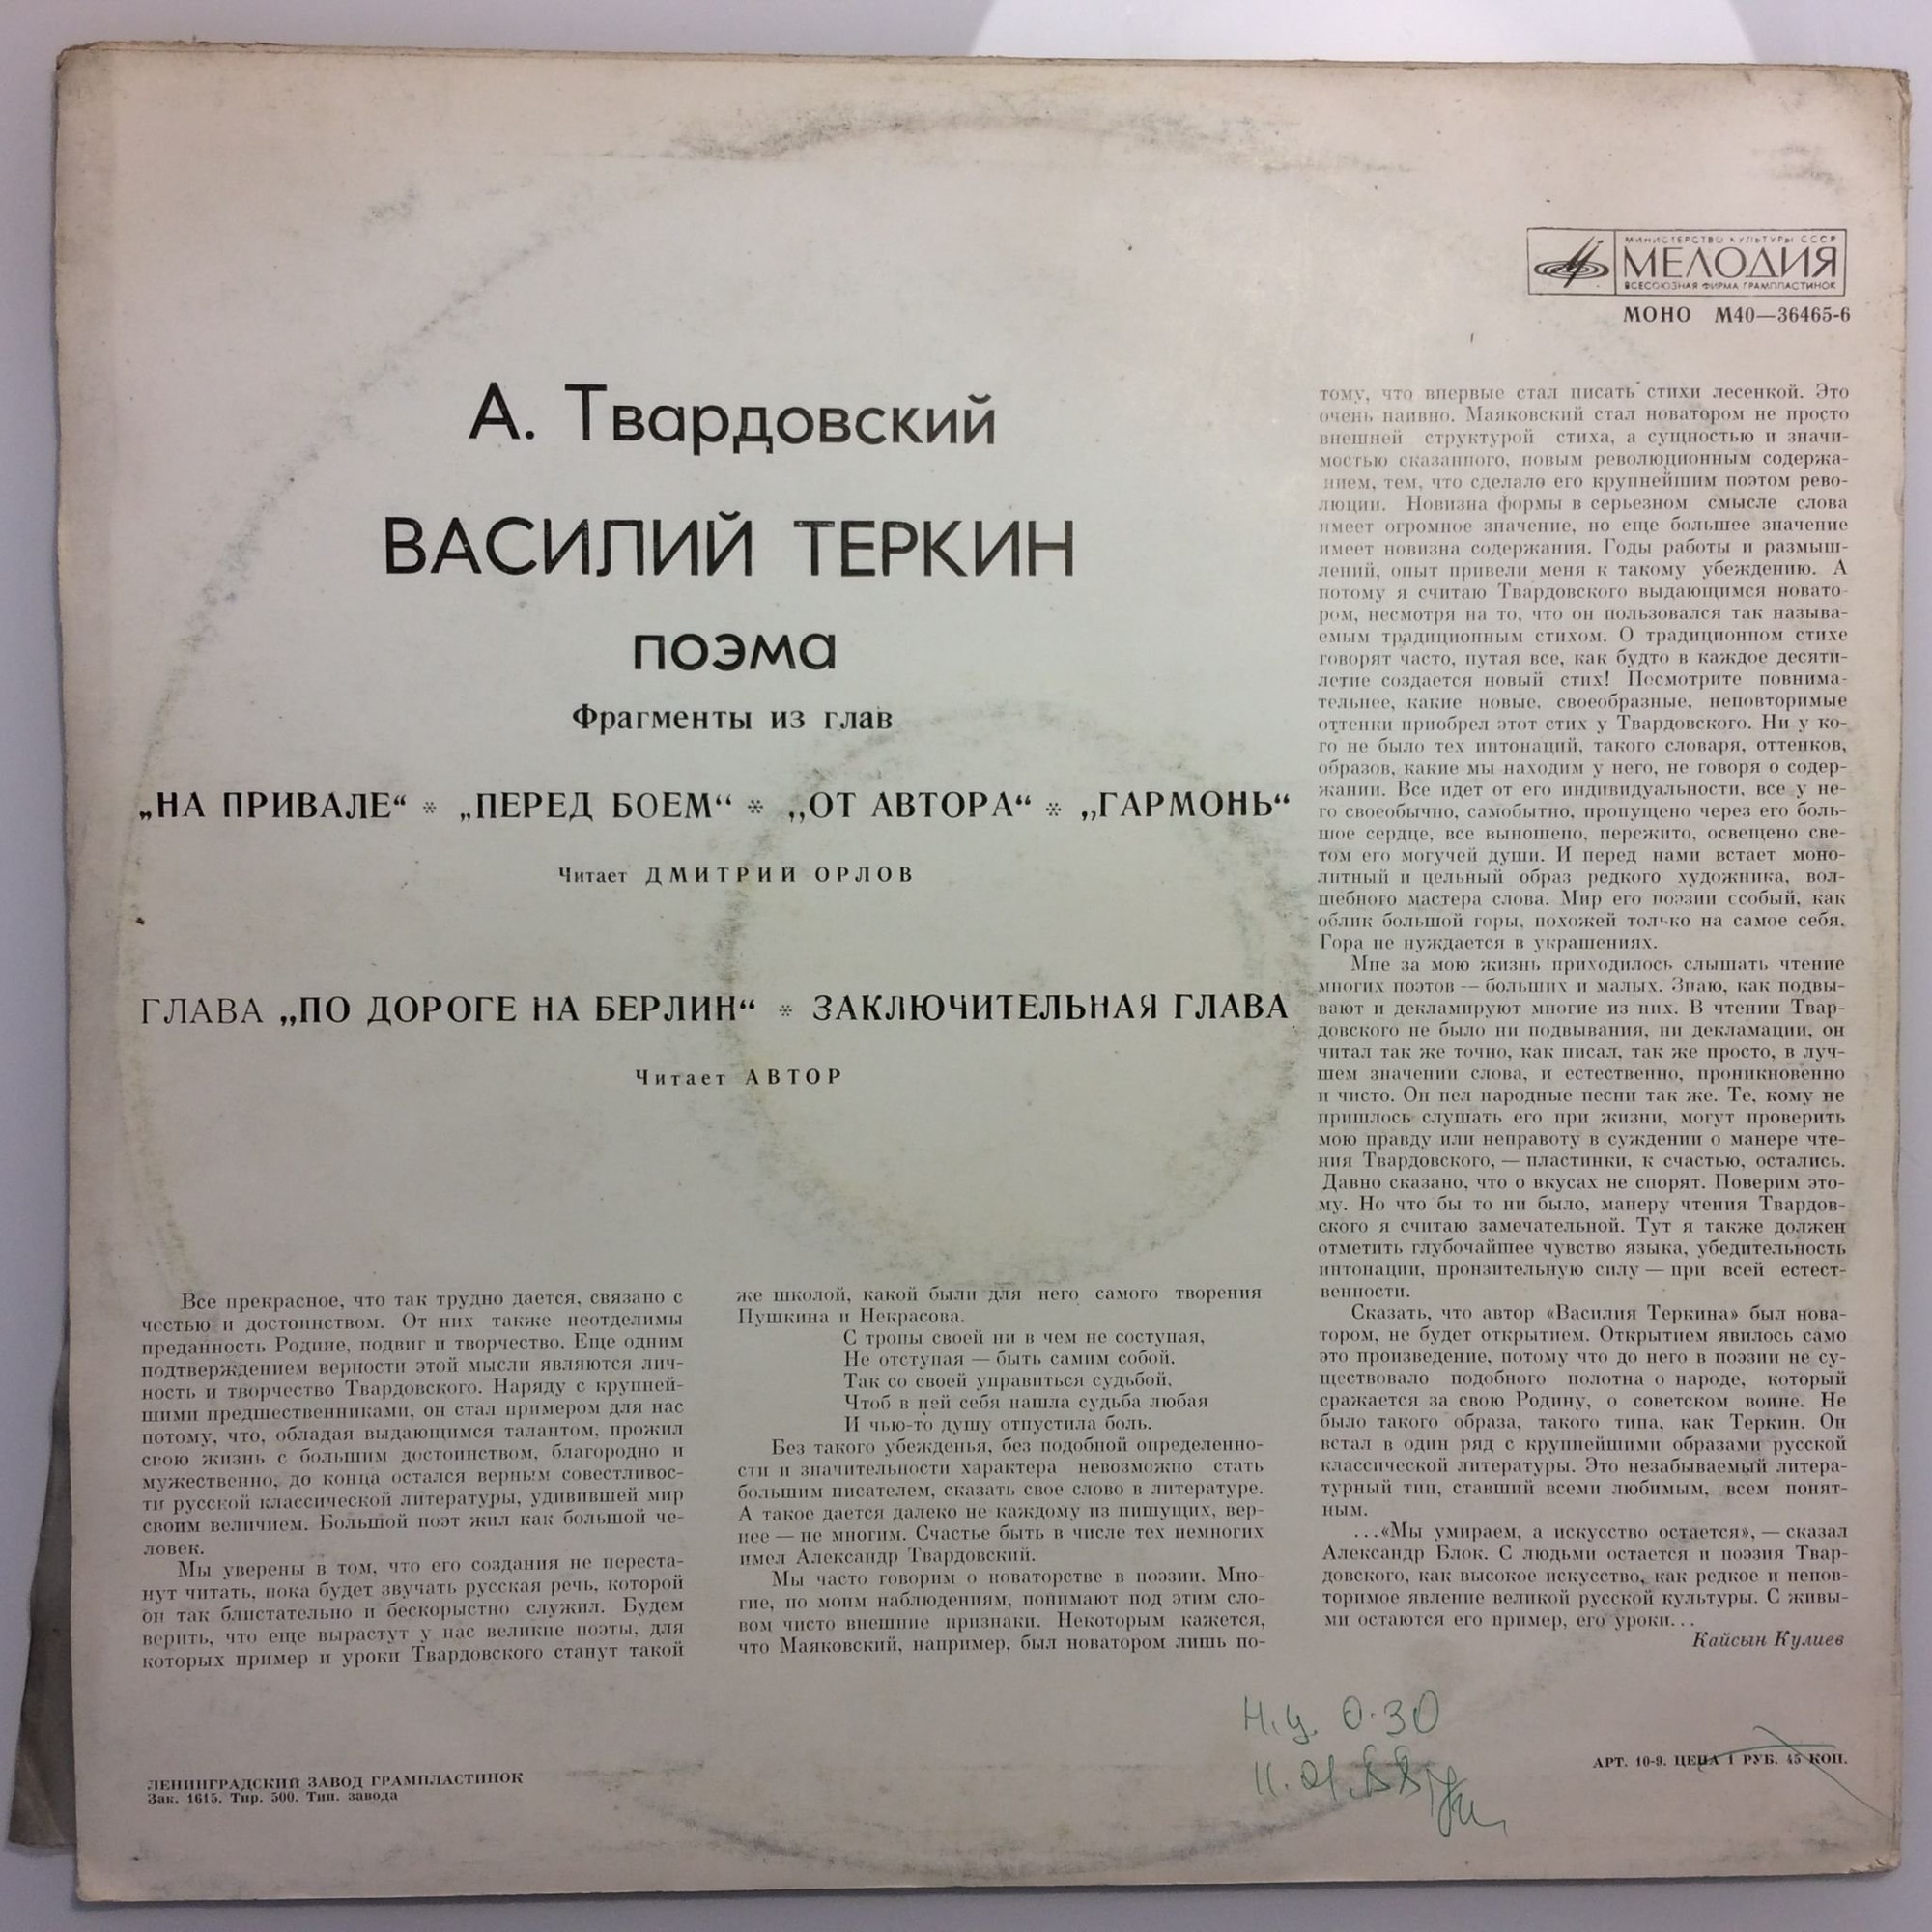 МИНИСТЕРСТВО КУЛЬТУРЫ СССР
МЕЛОДИЯ
ВСЕСОЮЗНАЯ ФИРМА ГРАМПЛАСТИНОК
МОНО М40—36465-6
А. Твардовский
ВАСИЛИЙ ТЕРКИН
поэма
Фрагменты из глав
„НА ПРИВАЛЕ“ * „ПЕРЕД БОЕМ“ * „ОТ АВТОРА“ * „ГАРМОНЬ“
Читает ДМИТРИЙ ОРЛОВ
ГЛАВА „ПО ДОРОГЕ НА БЕРЛИН“ * ЗАКЛЮЧИТЕЛЬНАЯ ГЛАВА
Читает АВТОР
Все прекрасное, что так трудно дается, связано с
честью и достоинством. От них также неотделимы
преданность Родине, подвиг и творчество. Еще одним
подтверждением верности этой мысли являются лич-
ность и творчество Твардовского. Наряду с крупней-
шими предшественниками, он стал примером для нас
потому, что, обладая выдающимся талантом, прожил
свою жизнь с большим достоинством, благородно и
мужественно, до конца остался верным совестливос-
ти русской классической литературы, удивившей мир
своим величием. Большой поэт жил как большой че-
ловек.
Мы уверены в том, что его создания не переста-
нут читать, пока будет звучать русская речь, которой
он так блистательно и бескорыстно служил. Будем
верить, что еще вырастут у нас великие поэты, для
которых пример и уроки Твардовского станут такой
же школой, какой были для него самого творения
Пушкина и Некрасова.
С тропы своей ни в чем не соступая,
Не отступая — быть самим собой.
Так со своей управиться судьбой,
Чтоб в ней себя нашла судьба любая
И чью-то душу отпустила боль.
Без такого убежденья, без подобной определенно-
сти и значительности характера невозможно стать
большим писателем, сказать свое слово в литературе.
А такое дается далеко не каждому из пишущих, вер-
нее — не многим. Счастье быть в числе тех немногих
имел Александр Твардовский.
Мы часто говорим о новаторстве в поэзии. Мно-
гие, по моим наблюдениям, понимают под этим сло-
вом чисто внешние признаки. Некоторым кажется,
что Маяковский, например, был новатором лишь по-
тому, что впервые стал писать стихи лесенкой. Это
очень наивно. Маяковский стал новатором не просто
внешней структурой стиха, а сущностью и значи-
мостью сказанного, новым революционным содержа-
нием, тем, что сделало его крупнейшим поэтом рево-
люции. Новизна формы в серьезном смысле слова
имеет огромное значение, но еще большее значение
имеет новизна содержания. Годы работы и размыш-
лений, опыт привели меня к такому убеждению. А
потому я считаю Твардовского выдающимся новато-
ром, несмотря на то, что он пользовался так называ-
емым традиционным стихом. О традиционном стихе
говорят часто, путая все, как будто в каждое десяти-
летие создается новый стих! Посмотрите повнима-
тельнее, какие новые, своеобразные, неповторимые
оттенки приобрел этот стих у Твардовского. Ни у ко-
го не было тех интонаций, такого словаря, оттенков,
образов, какие мы находим у него, не говоря о содер-
жании. Все идет от его индивидуальности, все у не-
го своеобычно, самобытно, пропущено через его боль-
шое сердце, все выношено, пережито, освещено све-
том его могучей души. И перед нами встает моно-
литный и цельный образ редкого художника, вол-
шебного мастера слова. Мир его поэзии особый, как
облик большой горы, похожей только на самое себя.
Гора не нуждается в украшениях.
Мне за мою жизнь приходилось слышать чтение
многих поэтов — больших и малых. Знаю, как подвы-
вают и декламируют многие из них. В чтении Твар-
довского не было ни подвывания, ни декламации, он
читал так же точно, как писал, так же просто, в луч-
шем значении слова, и естественно, проникновенно
и чисто. Он пел народные песни так же. Те, кому не
пришлось слушать его при жизни, могут проверить
мою правду или неправоту в суждении о манере чте-
ния Твардовского, — пластинки, к счастью, остались.
Давно сказано, что о вкусах не спорят. Поверим это-
му. Но что бы то ни было, манеру чтения Твардов-
ского я считаю замечательной. Тут я также должен
отметить глубочайшее чувство языка, убедительность
интонации, пронзительную силу — при всей естест-
венности.
Сказать, что автор «Василия Теркина» был нова-
тором, не будет открытием. Открытием явилось само
это произведение, потому что до него в поэзии не су-
ществовало подобного полотна о народе, который
сражается за свою Родину, о советском воине. Не
было такого образа, такого типа, как Теркин. Он
встал в один ряд с крупнейшими образами русской
классической литературы. Это незабываемый литера-
турный тип, ставший всеми любимым, всем понят-
ным.
...«Мы умираем, а искусство остается», — сказал
Александр Блок. С людьми остается и поэзия Твар-
довского, как высокое искусство, как редкое и непов-
торимое явление великой русской культуры. С живы-
ми остаются его пример, его уроки...
Кайсын Кулиев
Н.ц. 0-30
11.01.88
ЛЕНИНГРАДСКИЙ ЗАВОД ГРАМПЛАСТИНОК
Зак. 1615. Тир. 500. Тип. завода
АРТ. 10-9. ЦЕНА 1 РУБ. 45 КОП.